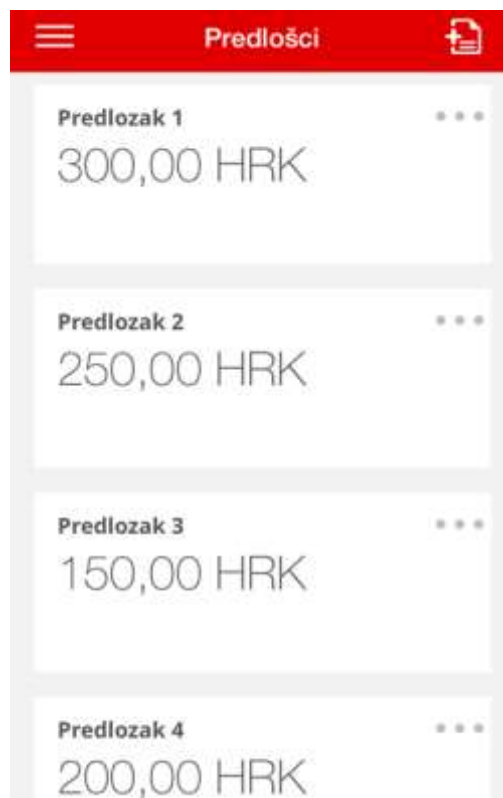 Predlošci
Predlozak 1
300,00 HRK
Predlozak 2
250,00 HRK
Predlozak 3
150,00 HRK
Predlozak 4
200,00 HRK